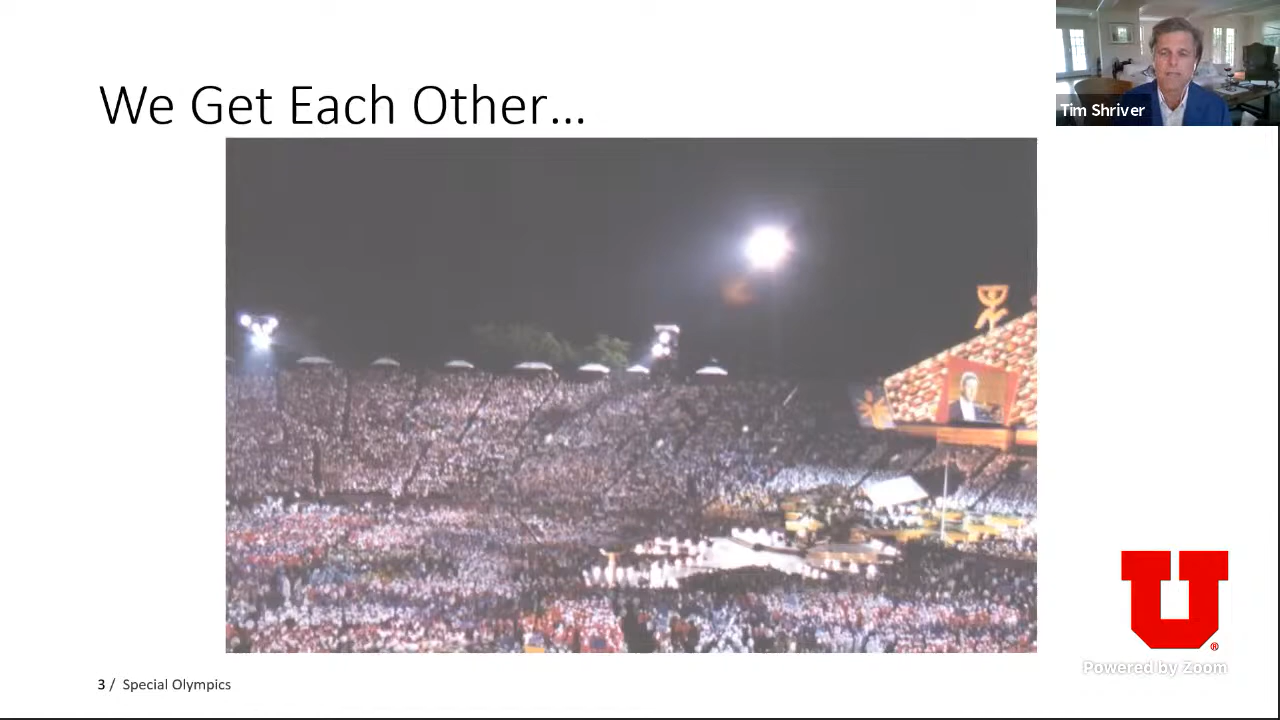 We Get Each Other...
Tim Shriver
U
®
Powered by Zoom
3 / Special Olympics